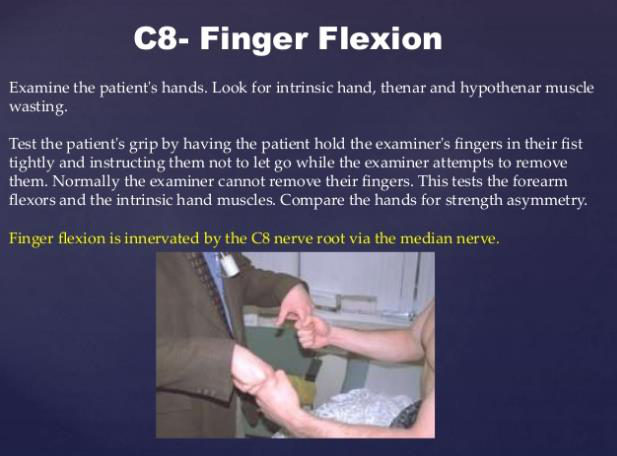 C8- Finger Flexion
Examine the patient's hands. Look for intrinsic hand, thenar and hypothenar muscle
wasting.
Test the patient's grip by having the patient hold the examiner's fingers in their fist
tightly and instructing them not to let go while the examiner attempts to remove
them. Normally the examiner cannot remove their fingers. This tests the forearm
flexors and the intrinsic hand muscles. Compare the hands for strength asymmetry.
Finger flexion is innervated by the C8 nerve root via the median nerve.